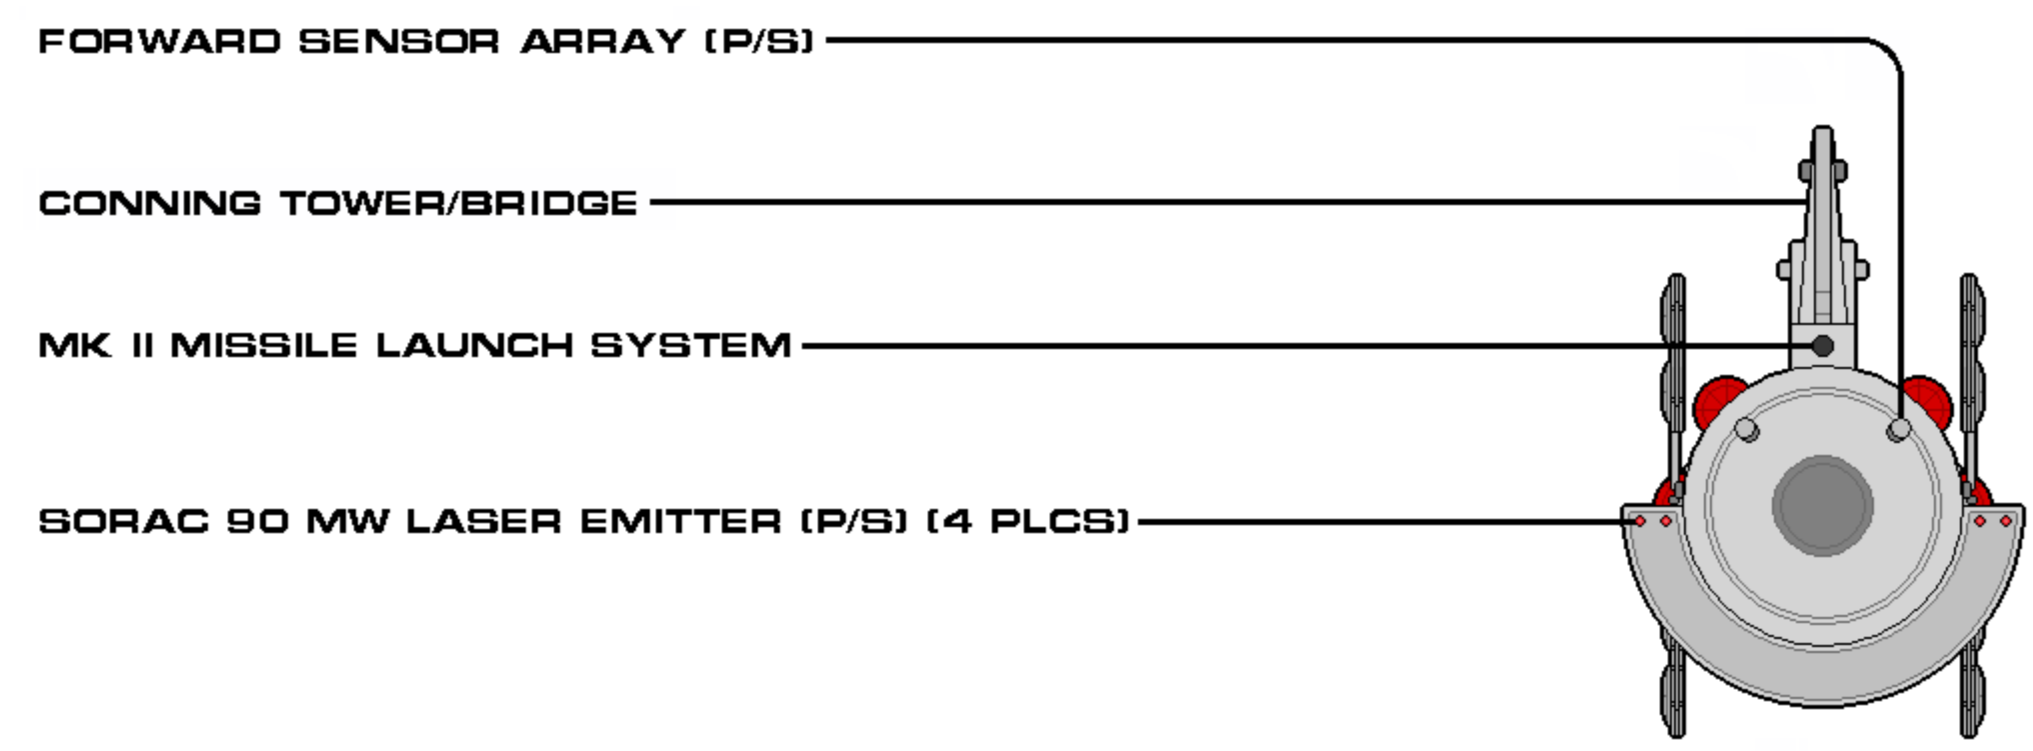 FORWARD SENSOR ARRAY (P/S)
CONNING TOWER/BRIDGE
MK II MISSILE LAUNCH SYSTEM
SORAC 90 MW LASER EMITTER (P/S) (4 PLCS)